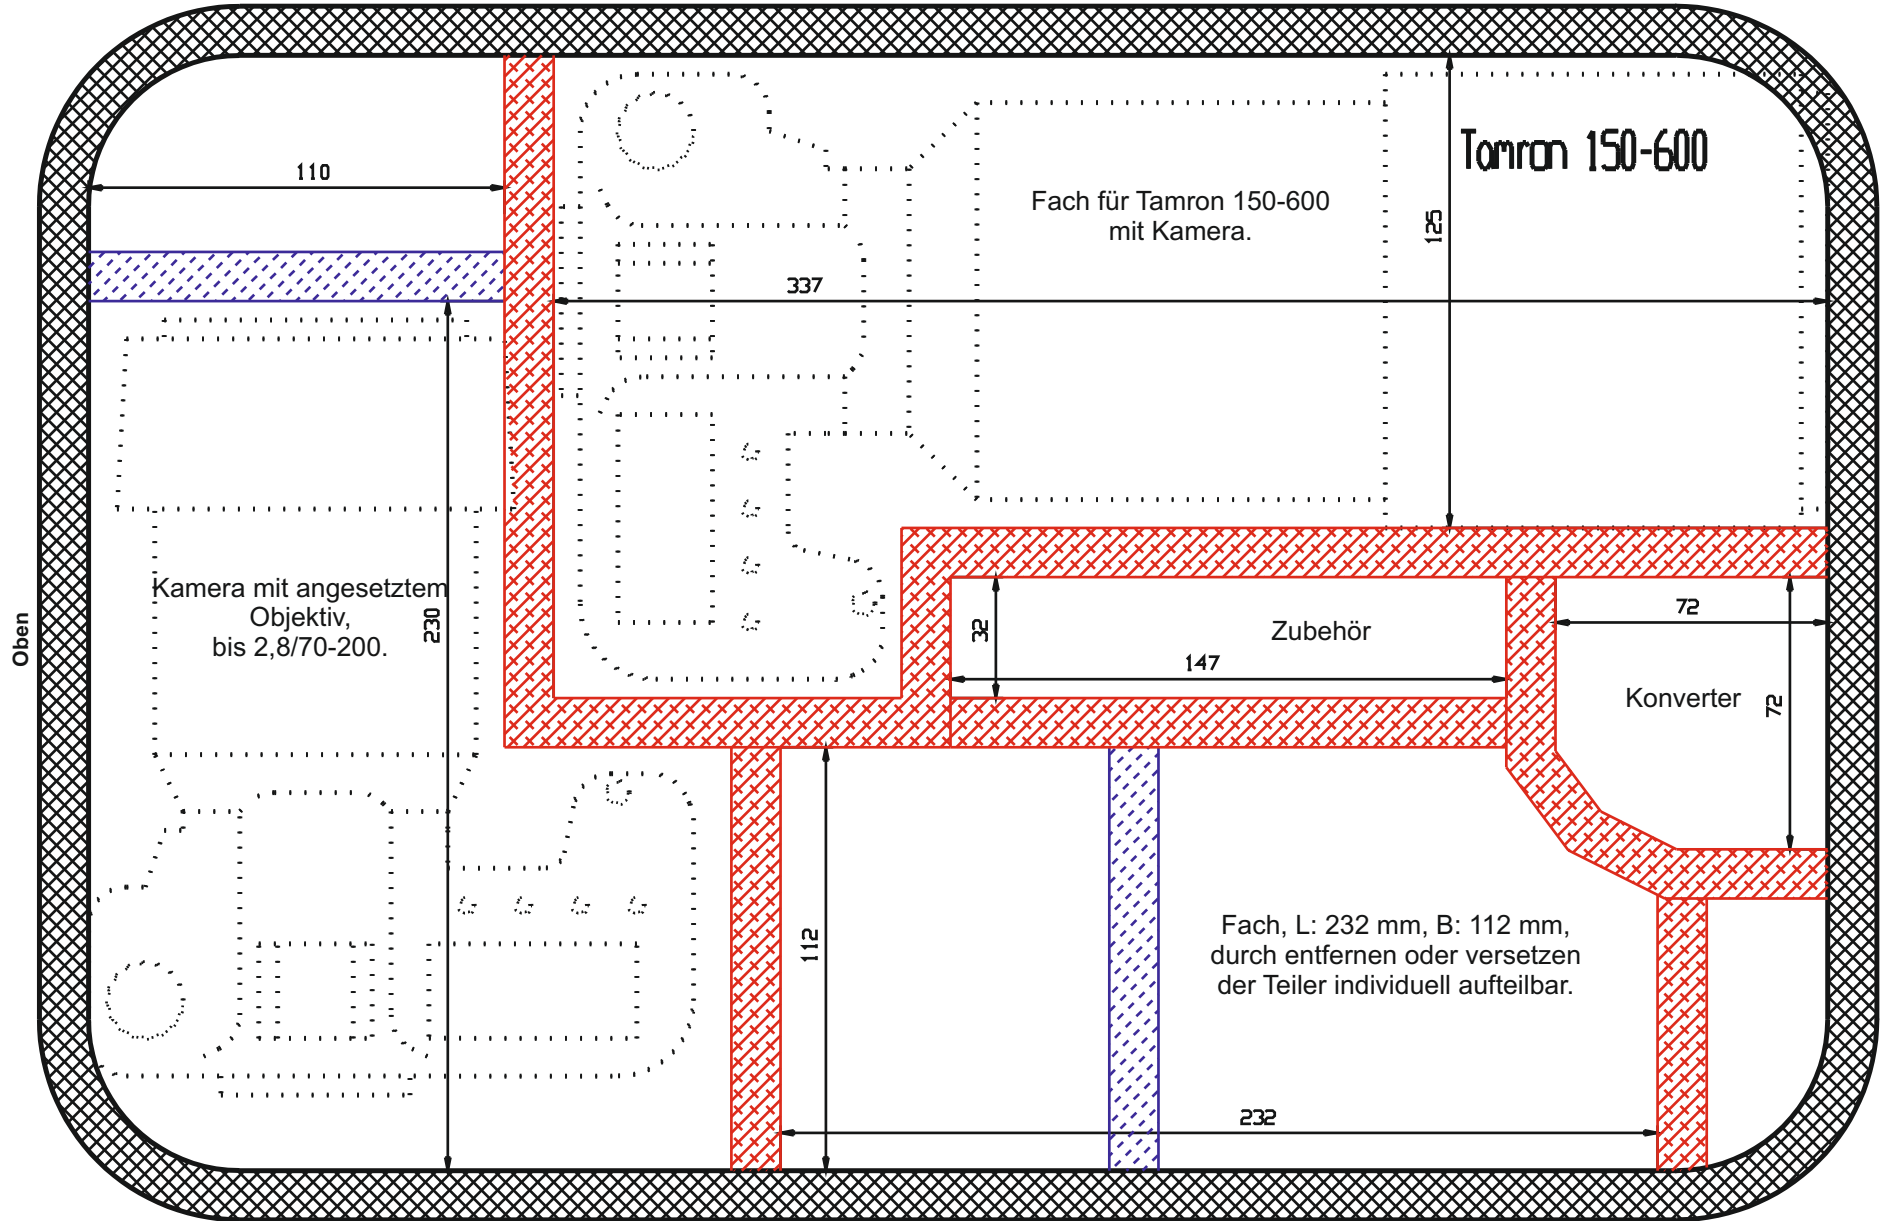 Tamron 150-600
110
Fach für Tamron 150-600
mit Kamera.
125
337
Kamera mit angesetztem
Objektiv,
bis 2,8/70-200.
230
Oben
32
Zubehör
147
72
Konverter
72
112
Fach, L: 232 mm, B: 112 mm,
durch entfernen oder versetzen
der Teiler individuell aufteilbar.
232